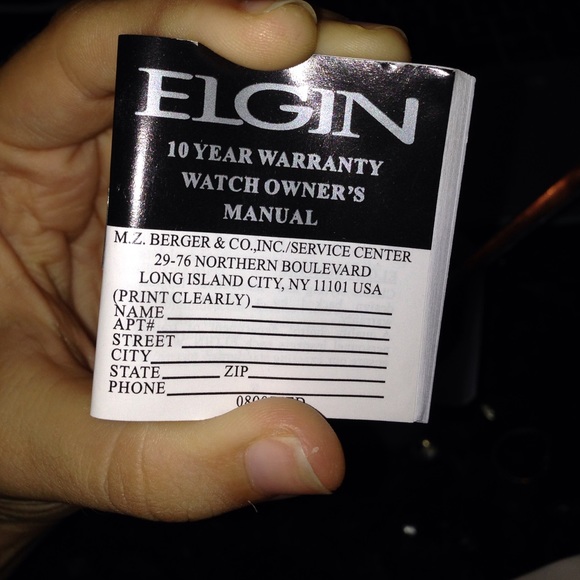 ELGIN
10 YEAR WARRANTY
WATCH OWNER'S
MANUAL
M.Z. BERGER & CO.,INC./SERVICE CENTER
29-76 NORTHERN BOULEVARD
LONG ISLAND CITY, NY 11101 USA
(PRINT CLEARLY)
NAME
APT#
STREET
CITY
STATE ZIP
PHONE